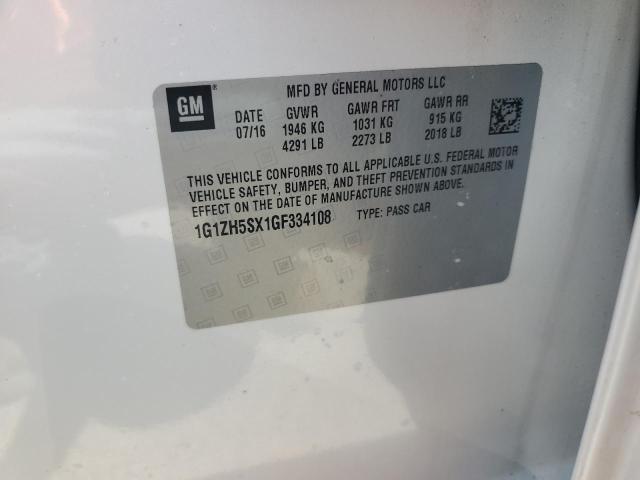 GM®
MFD BY GENERAL MOTORS LLC
DATE GVWR GAWR FRT GAWR RR
07/16 1946 KG 1031 KG 915 KG
4291 LB 2273 LB 2018 LB
THIS VEHICLE CONFORMS TO ALL APPLICABLE U.S. FEDERAL MOTOR
VEHICLE SAFETY, BUMPER, AND THEFT PREVENTION STANDARDS IN
EFFECT ON THE DATE OF MANUFACTURE SHOWN ABOVE.
1G1ZH5SX1GF334108 TYPE: PASS CAR